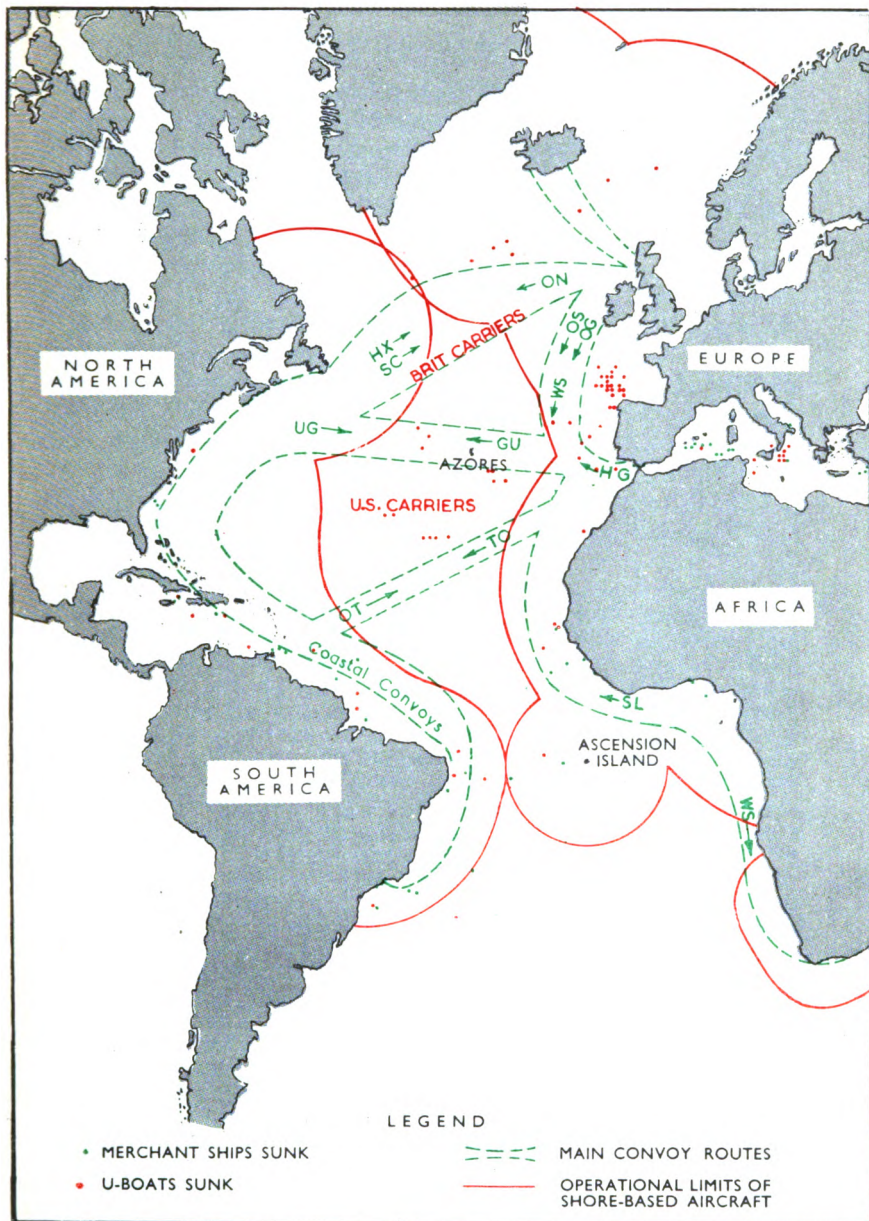 NORTH
AMERICA
EUROPE
ON
HX
SC
BRIT CARRIERS
OS
OG
WS
UG
GU
AZORES
HG
U.S. CARRIERS
TO
OT
AFRICA
Coastal Convoys
SL
ASCENSION
ISLAND
SOUTH
AMERICA
WS
LEGEND
MERCHANT SHIPS SUNK
MAIN CONVOY ROUTES
U-BOATS SUNK
OPERATIONAL LIMITS OF
SHORE-BASED AIRCRAFT